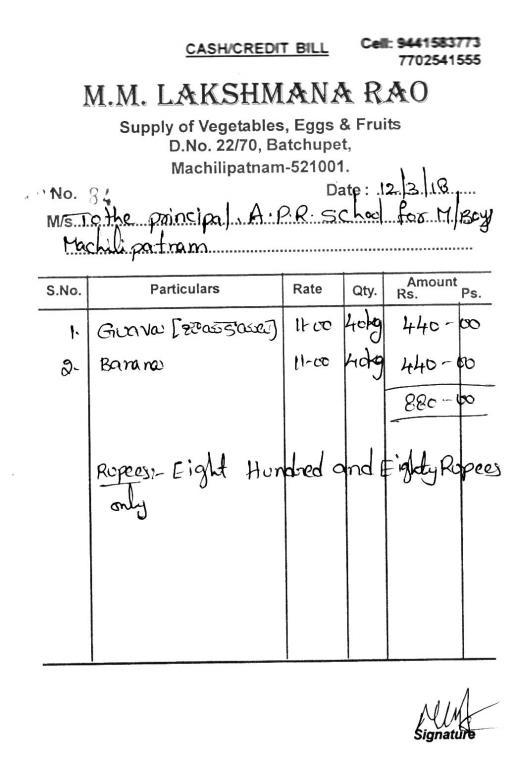 CASH/CREDIT BILL
Cell: 9441583773
7702541555
M.M. LAKSHMANA RAO
Supply of Vegetables, Eggs & Fruits
D.No. 22/70, Batchupet,
Machilipatnam-521001.
No. 84 Date : 12/3/18
M/s To the principal. A.P.R. School for M/Boys
Machilipatnam
S.No. Particulars Rate Qty. Amount Rs. Ps.
1. Guava 11-00 40kg 440-00
2. Banana 11-00 40kg 440-00
880-00
Rupees:- Eight Hundred and Eighty Rupees
only
Signature